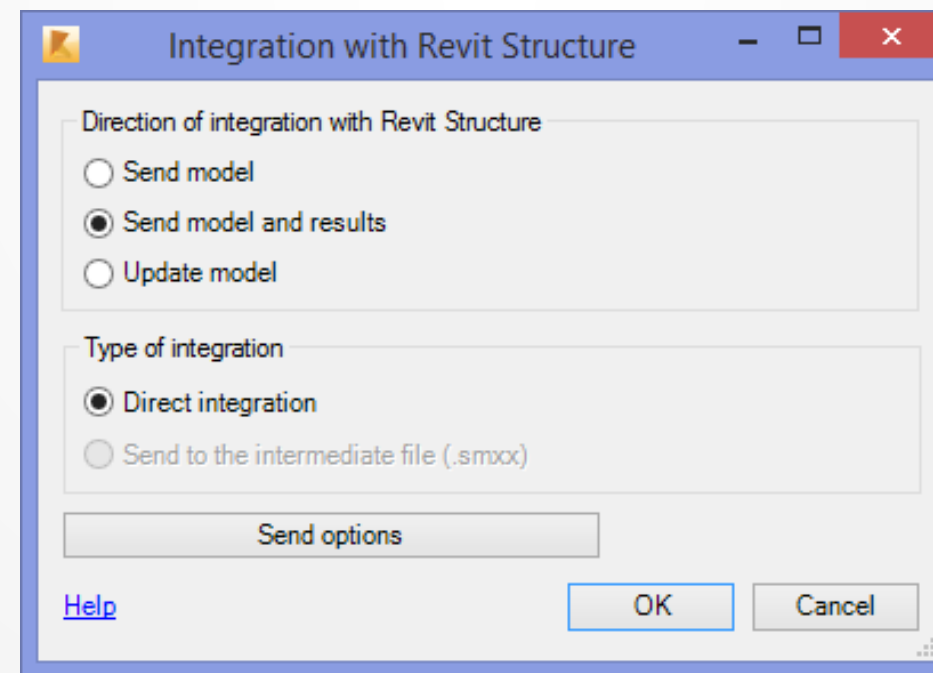 Integration with Revit Structure
Direction of integration with Revit Structure
Send model
Send model and results
Update model
Type of integration
Direct integration
Send to the intermediate file (.smxx)
Send options
Help
OK
Cancel